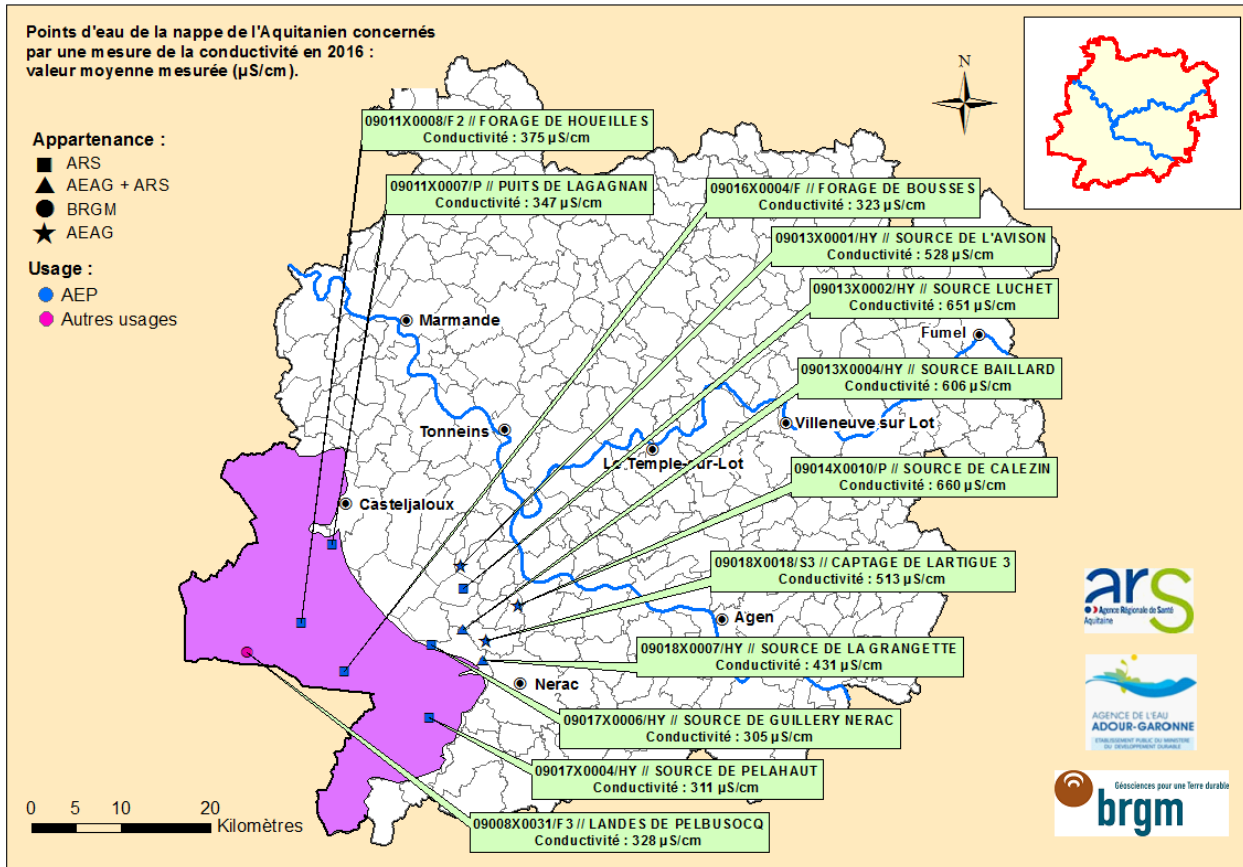 Points d'eau de la nappe de l'Aquitanien concernés
par une mesure de la conductivité en 2016 :
valeur moyenne mesurée (µS/cm).
N
Appartenance :
ARS
AEAG + ARS
BRGM
AEAG
Usage :
AEP
Autres usages
09011X0008/F2 // FORAGE DE HOUEILLES
Conductivité : 375 µS/cm
09011X0007/P // PUITS DE LAGAGNAN
Conductivité : 347 µS/cm
09016X0004/F // FORAGE DE BOUSSES
Conductivité : 323 µS/cm
09013X0001/HY // SOURCE DE L'AVISON
Conductivité : 528 µS/cm
09013X0002/HY // SOURCE LUCHET
Conductivité : 651 µS/cm
09013X0004/HY // SOURCE BAILLARD
Conductivité : 606 µS/cm
09014X0010/P // SOURCE DE CALEZIN
Conductivité : 660 µS/cm
09018X0018/S3 // CAPTAGE DE LARTIGUE 3
Conductivité : 513 µS/cm
09018X0007/HY // SOURCE DE LA GRANGETTE
Conductivité : 431 µS/cm
09017X0006/HY // SOURCE DE GUILLERY NERAC
Conductivité : 305 µS/cm
09017X0004/HY // SOURCE DE PELAHAUT
Conductivité : 311 µS/cm
09008X0031/F3 // LANDES DE PELBUSOCQ
Conductivité : 328 µS/cm
Marmande
Fumel
Tonneins
Villeneuve sur Lot
Le Temple-sur-Lot
Casteljaloux
Agen
Nerac
0 5 10 20
Kilomètres
ars
Agence Régionale de Santé
Aquitaine
AGENCE DE L'EAU
ADOUR-GARONNE
ETABLISSEMENT PUBLIC DU MINISTERE
DU DEVELOPPEMENT DURABLE
Géosciences pour une Terre durable
brgm